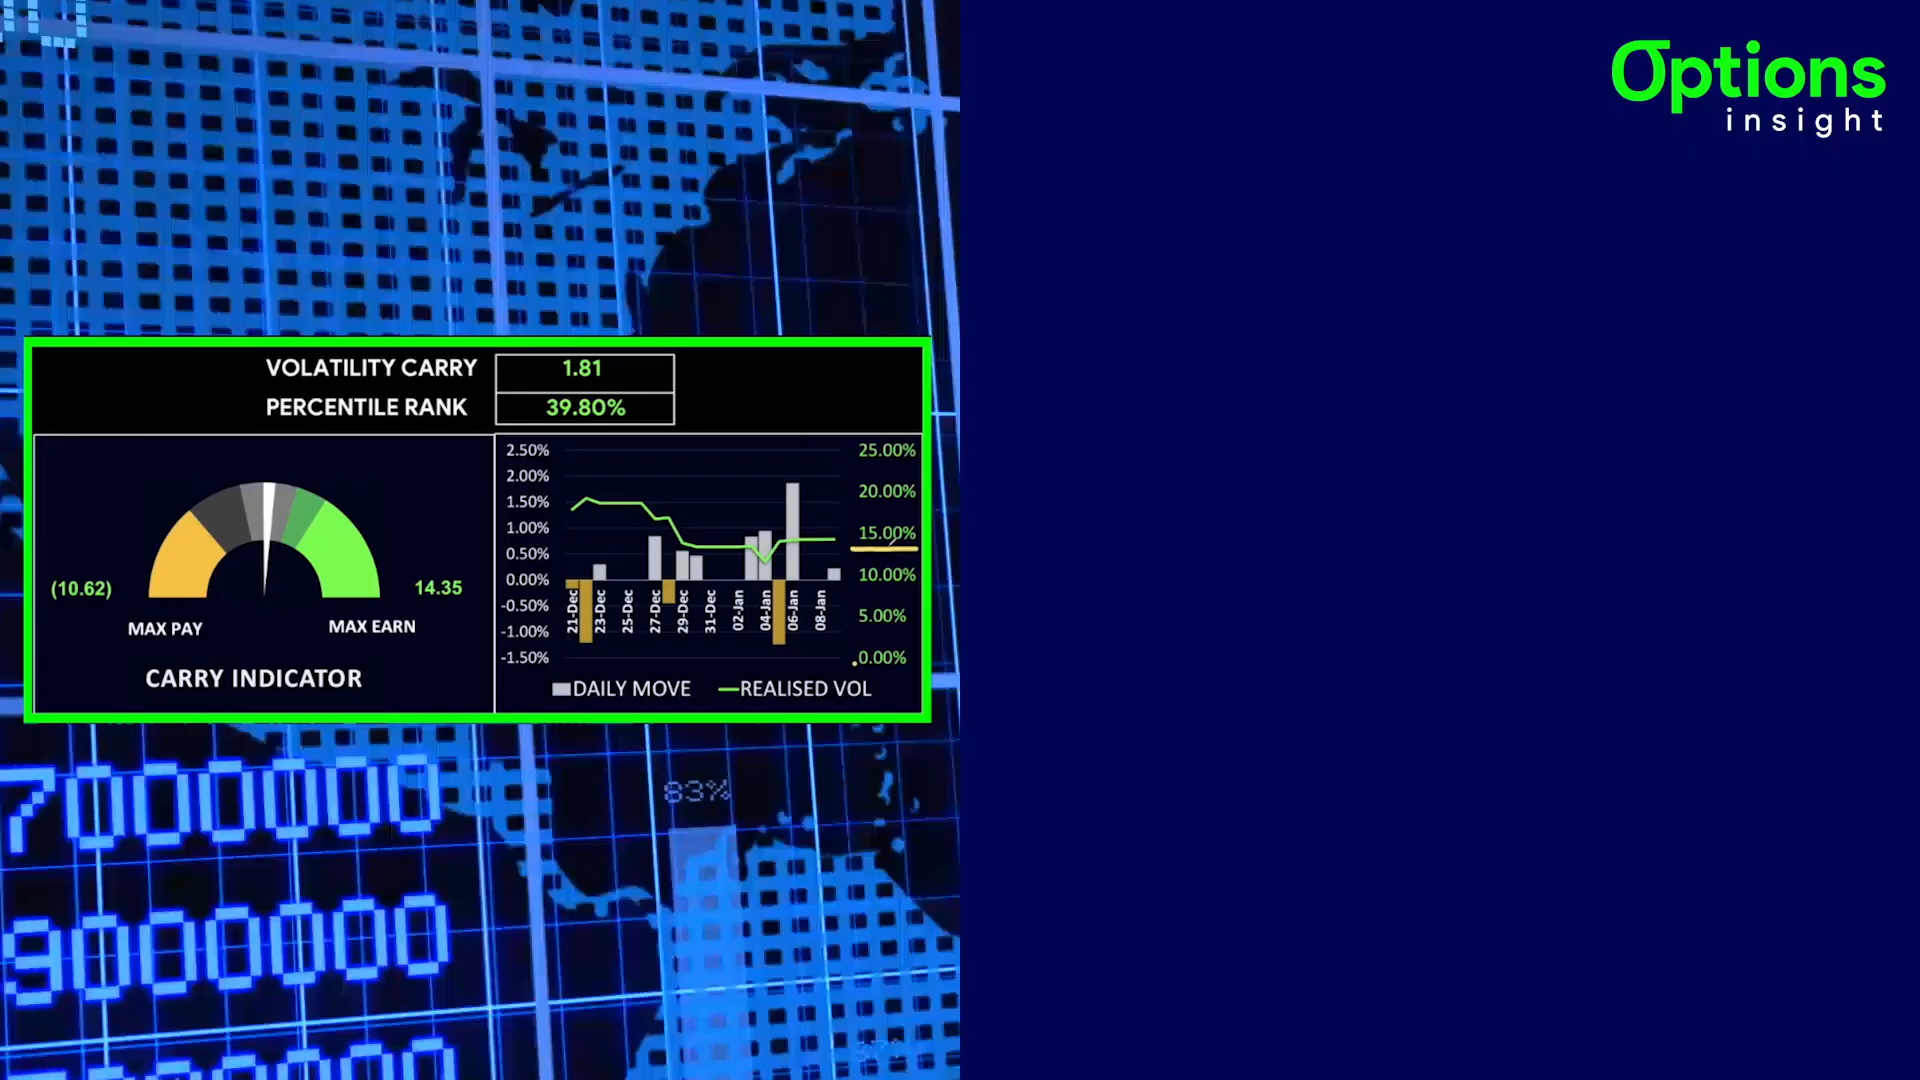 Options
insight
VOLATILITY CARRY 1.81
PERCENTILE RANK 39.80%
(10.62)
14.35
MAX PAY
MAX EARN
CARRY INDICATOR
2.50%
2.00%
1.50%
1.00%
0.50%
0.00%
-0.50%
-1.00%
-1.50%
21-Dec
23-Dec
25-Dec
27-Dec
29-Dec
31-Dec
02-Jan
04-Jan
06-Jan
08-Jan
25.00%
20.00%
15.00%
10.00%
5.00%
0.00%
DAILY MOVE
REALISED VOL
7000000
83%
9000000